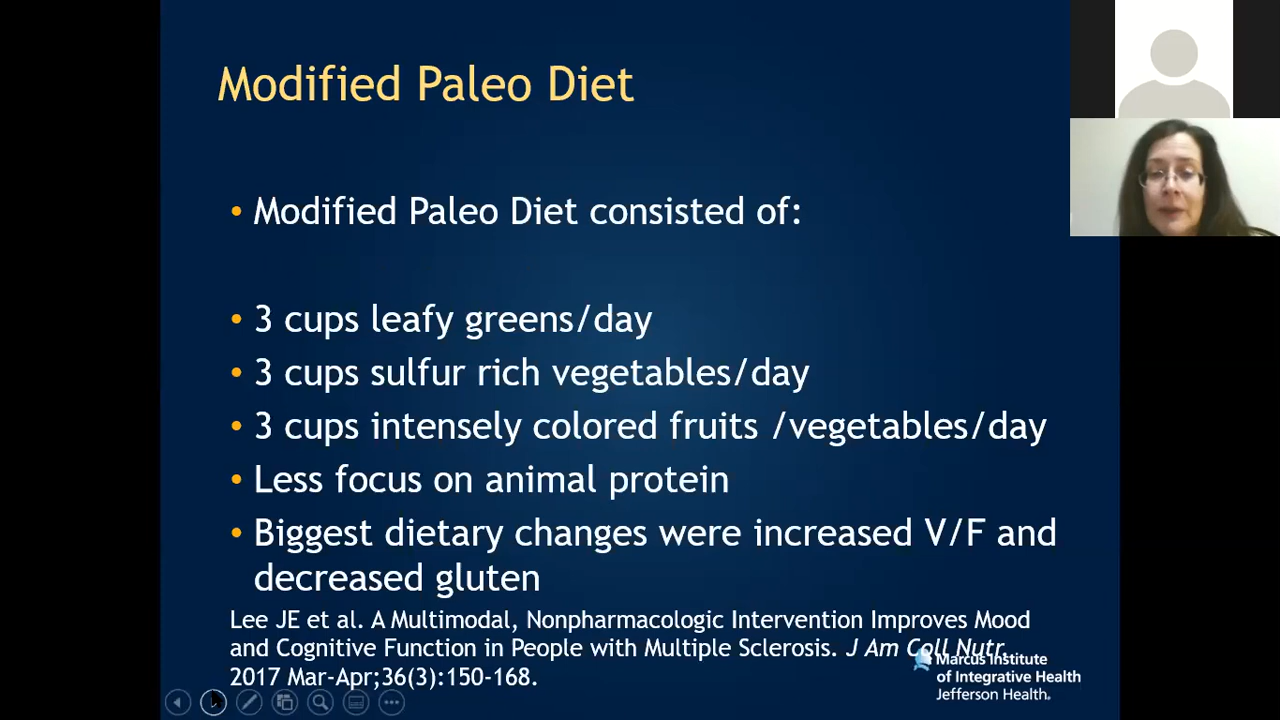 Modified Paleo Diet
• Modified Paleo Diet consisted of:
• 3 cups leafy greens/day
• 3 cups sulfur rich vegetables/day
• 3 cups intensely colored fruits /vegetables/day
• Less focus on animal protein
• Biggest dietary changes were increased V/F and
decreased gluten
Lee JE et al. A Multimodal, Nonpharmacologic Intervention Improves Mood
and Cognitive Function in People with Multiple Sclerosis. J Am Coll Nutr.
2017 Mar-Apr;36(3):150-168.
Marcus Institute
of Integrative Health
Jefferson Health.